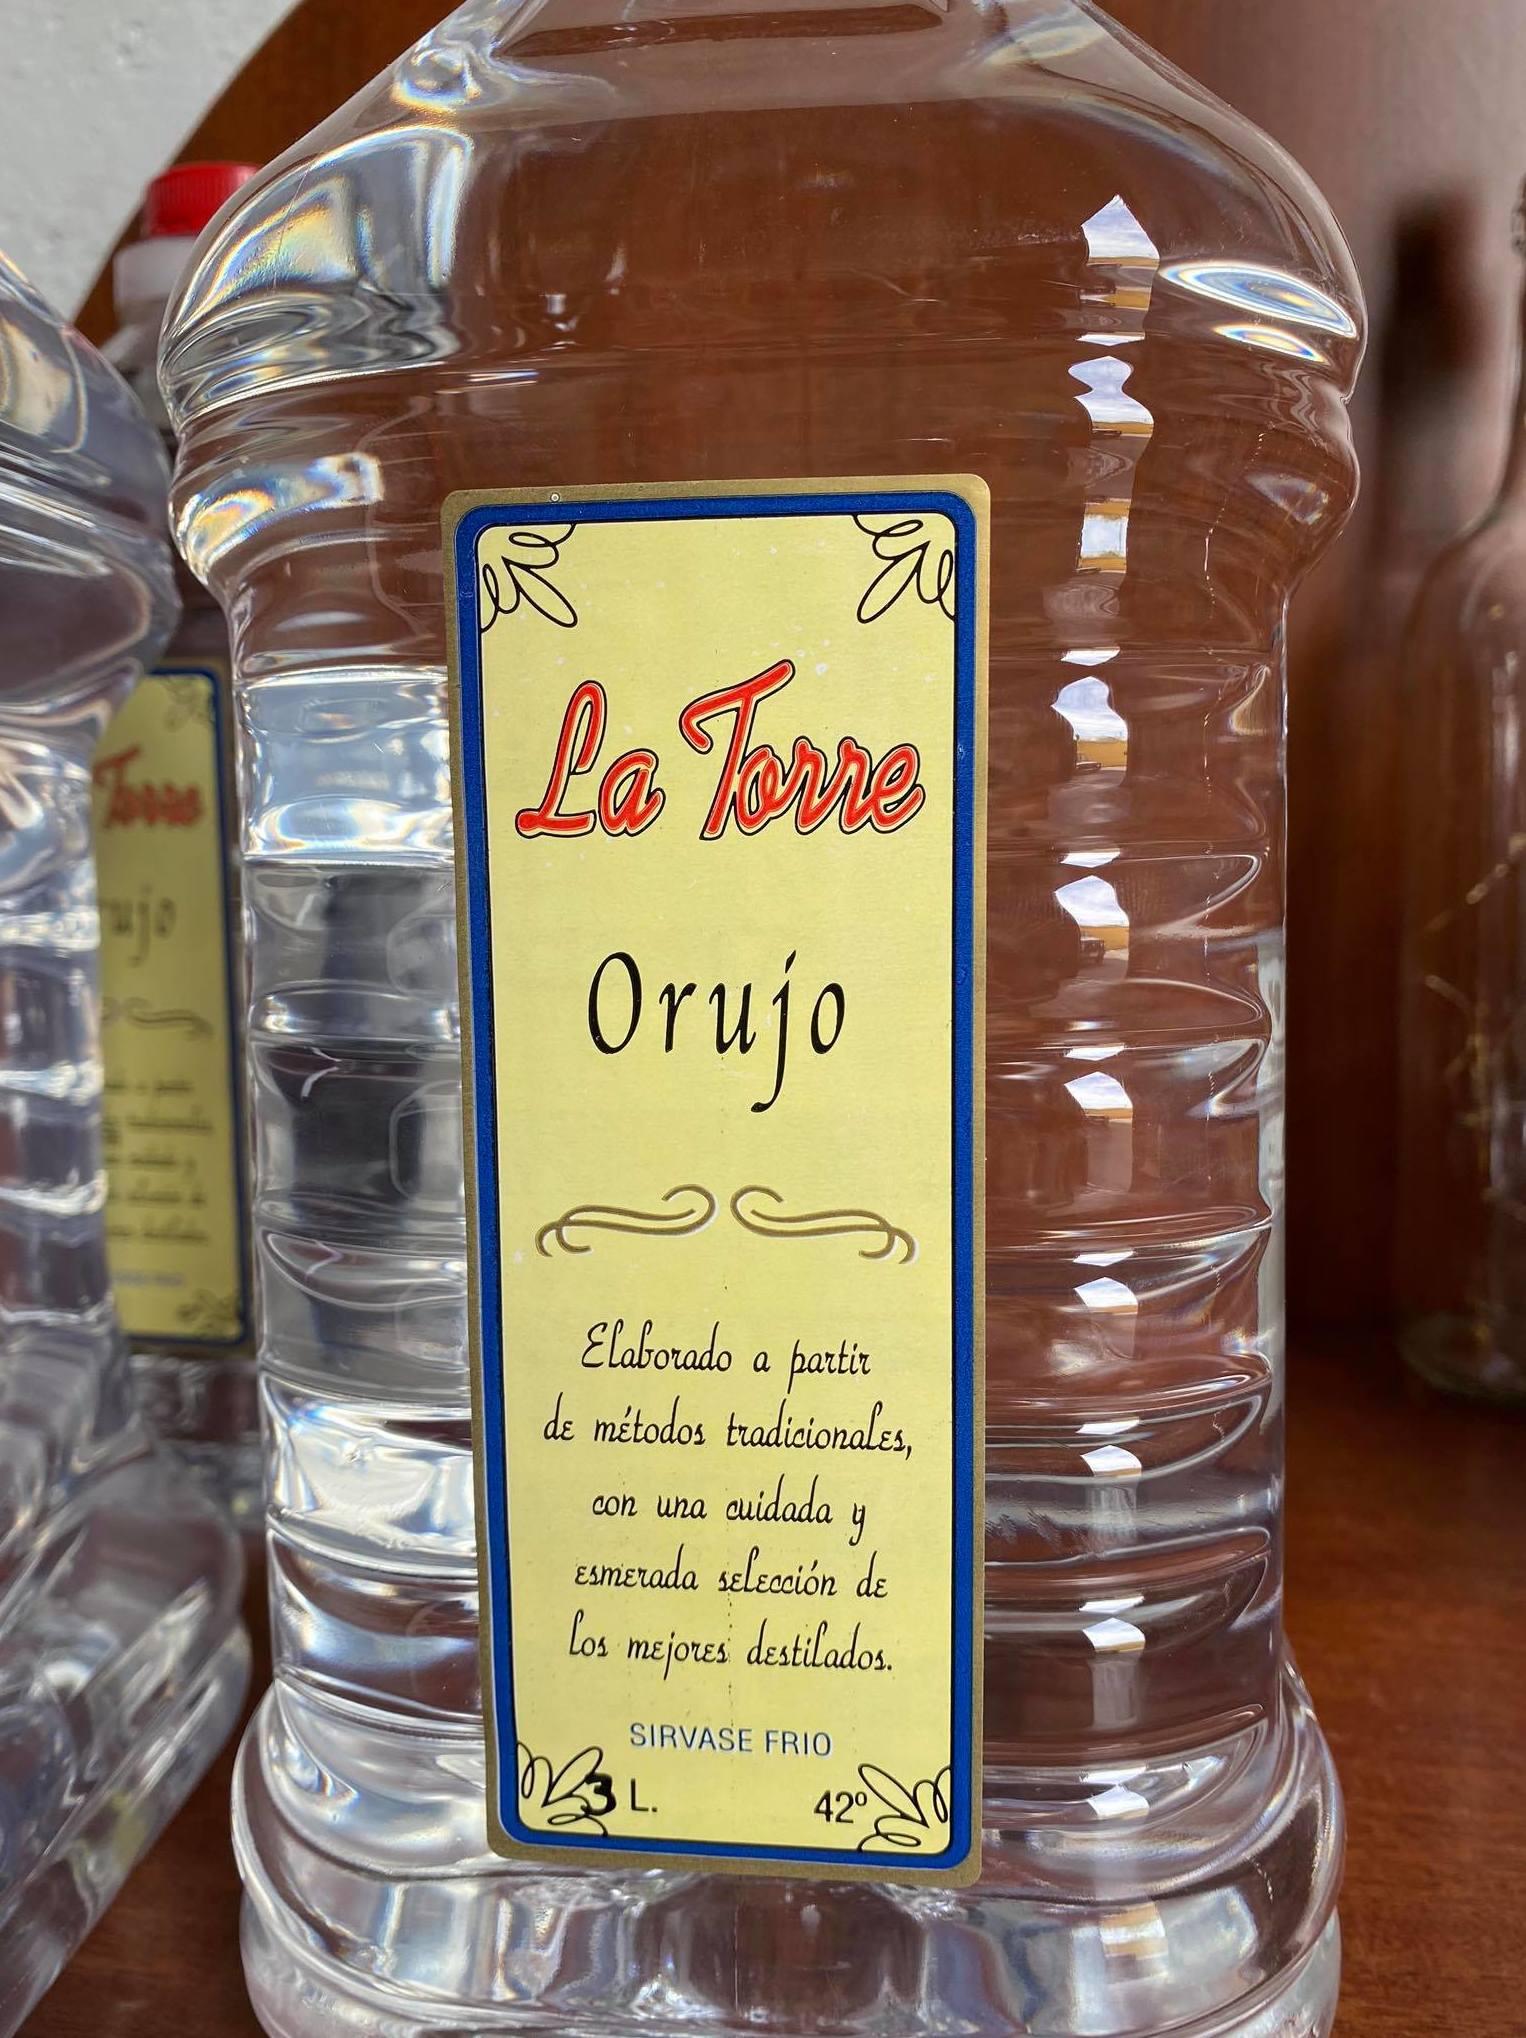 La Torre
Orujo
Elaborado a partir
de métodos tradicionales,
con una cuidada y
esmerada selección de
los mejores destilados.
SIRVASE FRIO
3 L. 42º
Torre